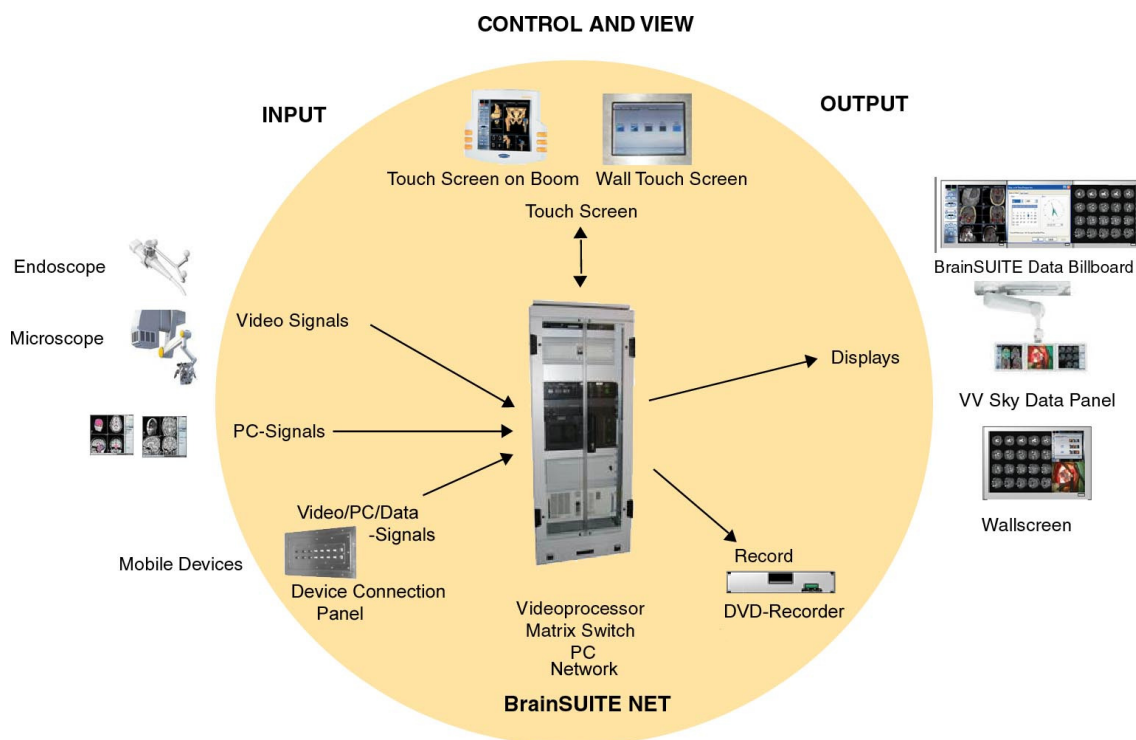 CONTROL AND VIEW
INPUT
OUTPUT
Touch Screen on Boom
Wall Touch Screen
Touch Screen
Endoscope
Microscope
Video Signals
PC-Signals
Video/PC/Data
-Signals
Mobile Devices
Device Connection
Panel
BrainSUITE Data Billboard
Displays
VV Sky Data Panel
Wallscreen
Record
DVD-Recorder
Videoprocessor
Matrix Switch
PC
Network
BrainSUITE NET